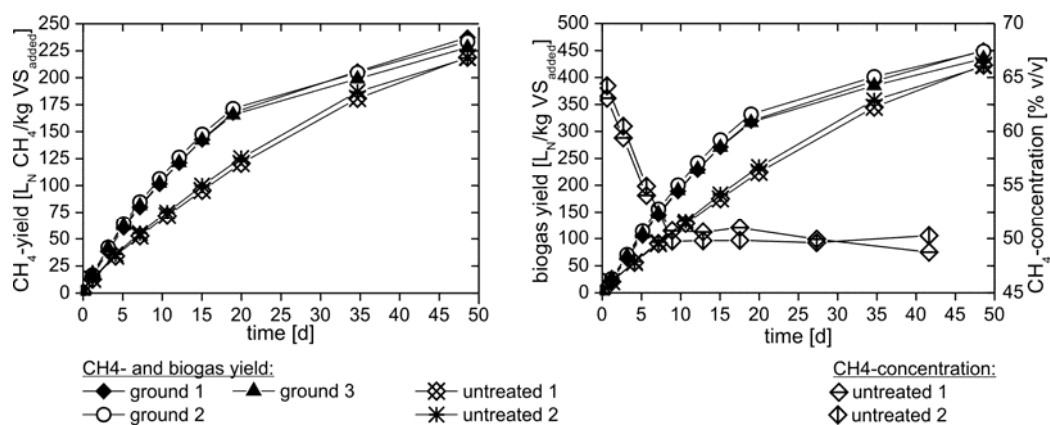 CH₄-yield [L_N CH₄/kg VS_added]
250
225
200
175
150
125
100
75
50
25
0
0 5 10 15 20 25 30 35 40 45 50
time [d]
biogas yield [L_N/kg VS_added]
500
450
400
350
300
250
200
150
100
50
0
0 5 10 15 20 25 30 35 40 45 50
time [d]
70
65
60
55
50
45
CH₄-concentration [% v/v]
CH4- and biogas yield:
ground 1
ground 3
untreated 1
ground 2
untreated 2
CH4-concentration:
untreated 1
untreated 2